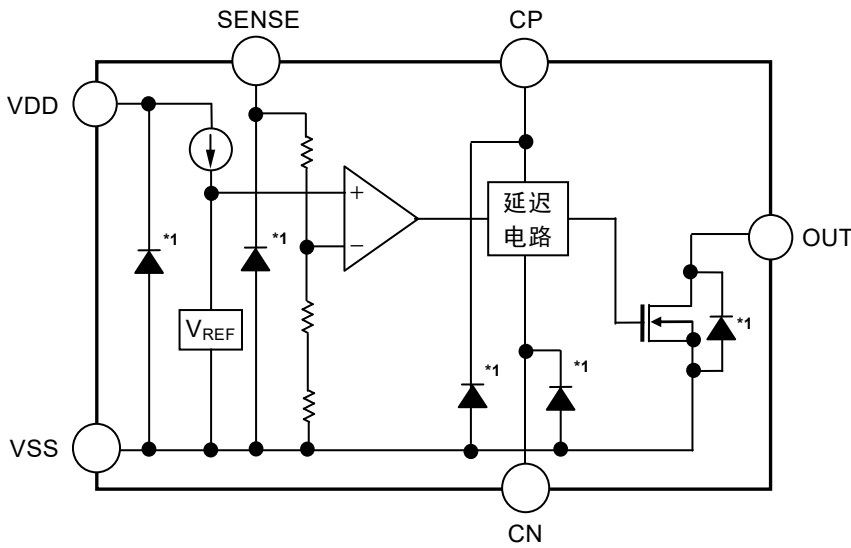 SENSE
CP
VDD
*1
*1
+
−
延迟
电路
OUT
*1
VREF
*1
*1
VSS
CN